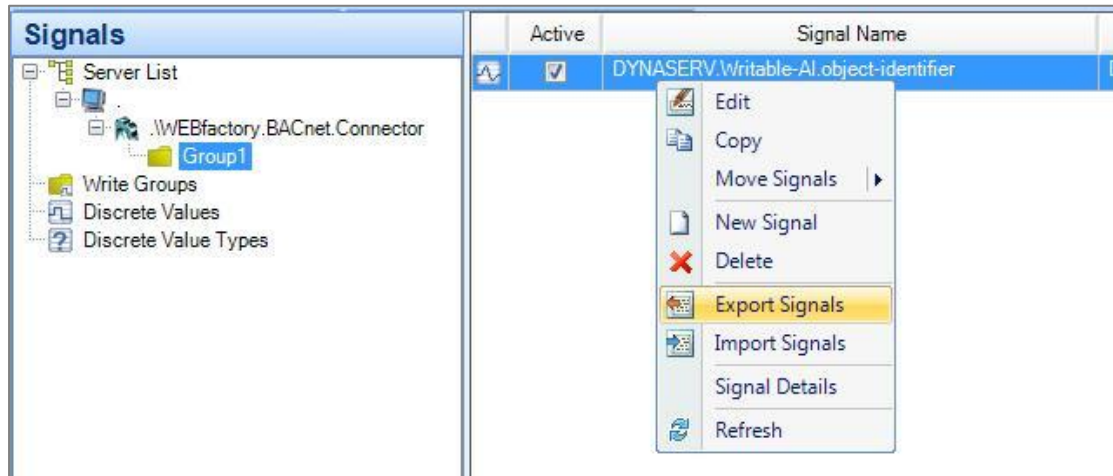 Signals
Server List
.
.\WEBfactory.BACnet.Connector
Group1
Write Groups
Discrete Values
Discrete Value Types
Active Signal Name
DYNASERV.Writable-AI.object-identifier
Edit
Copy
Move Signals
New Signal
Delete
Export Signals
Import Signals
Signal Details
Refresh